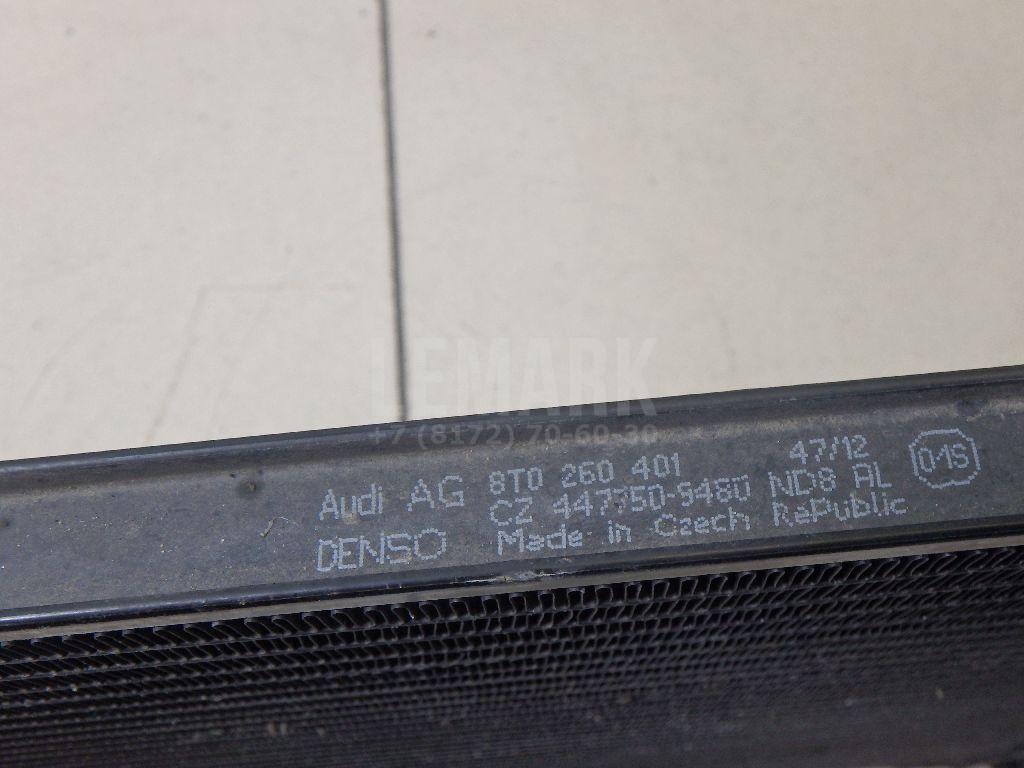 LEMARK
+7 (8172) 70-60-30
Audi AG 8T0 260 401 47/12
DENSO CZ 447750-5480 ND8 AL
Made in Czech RePublic
04S